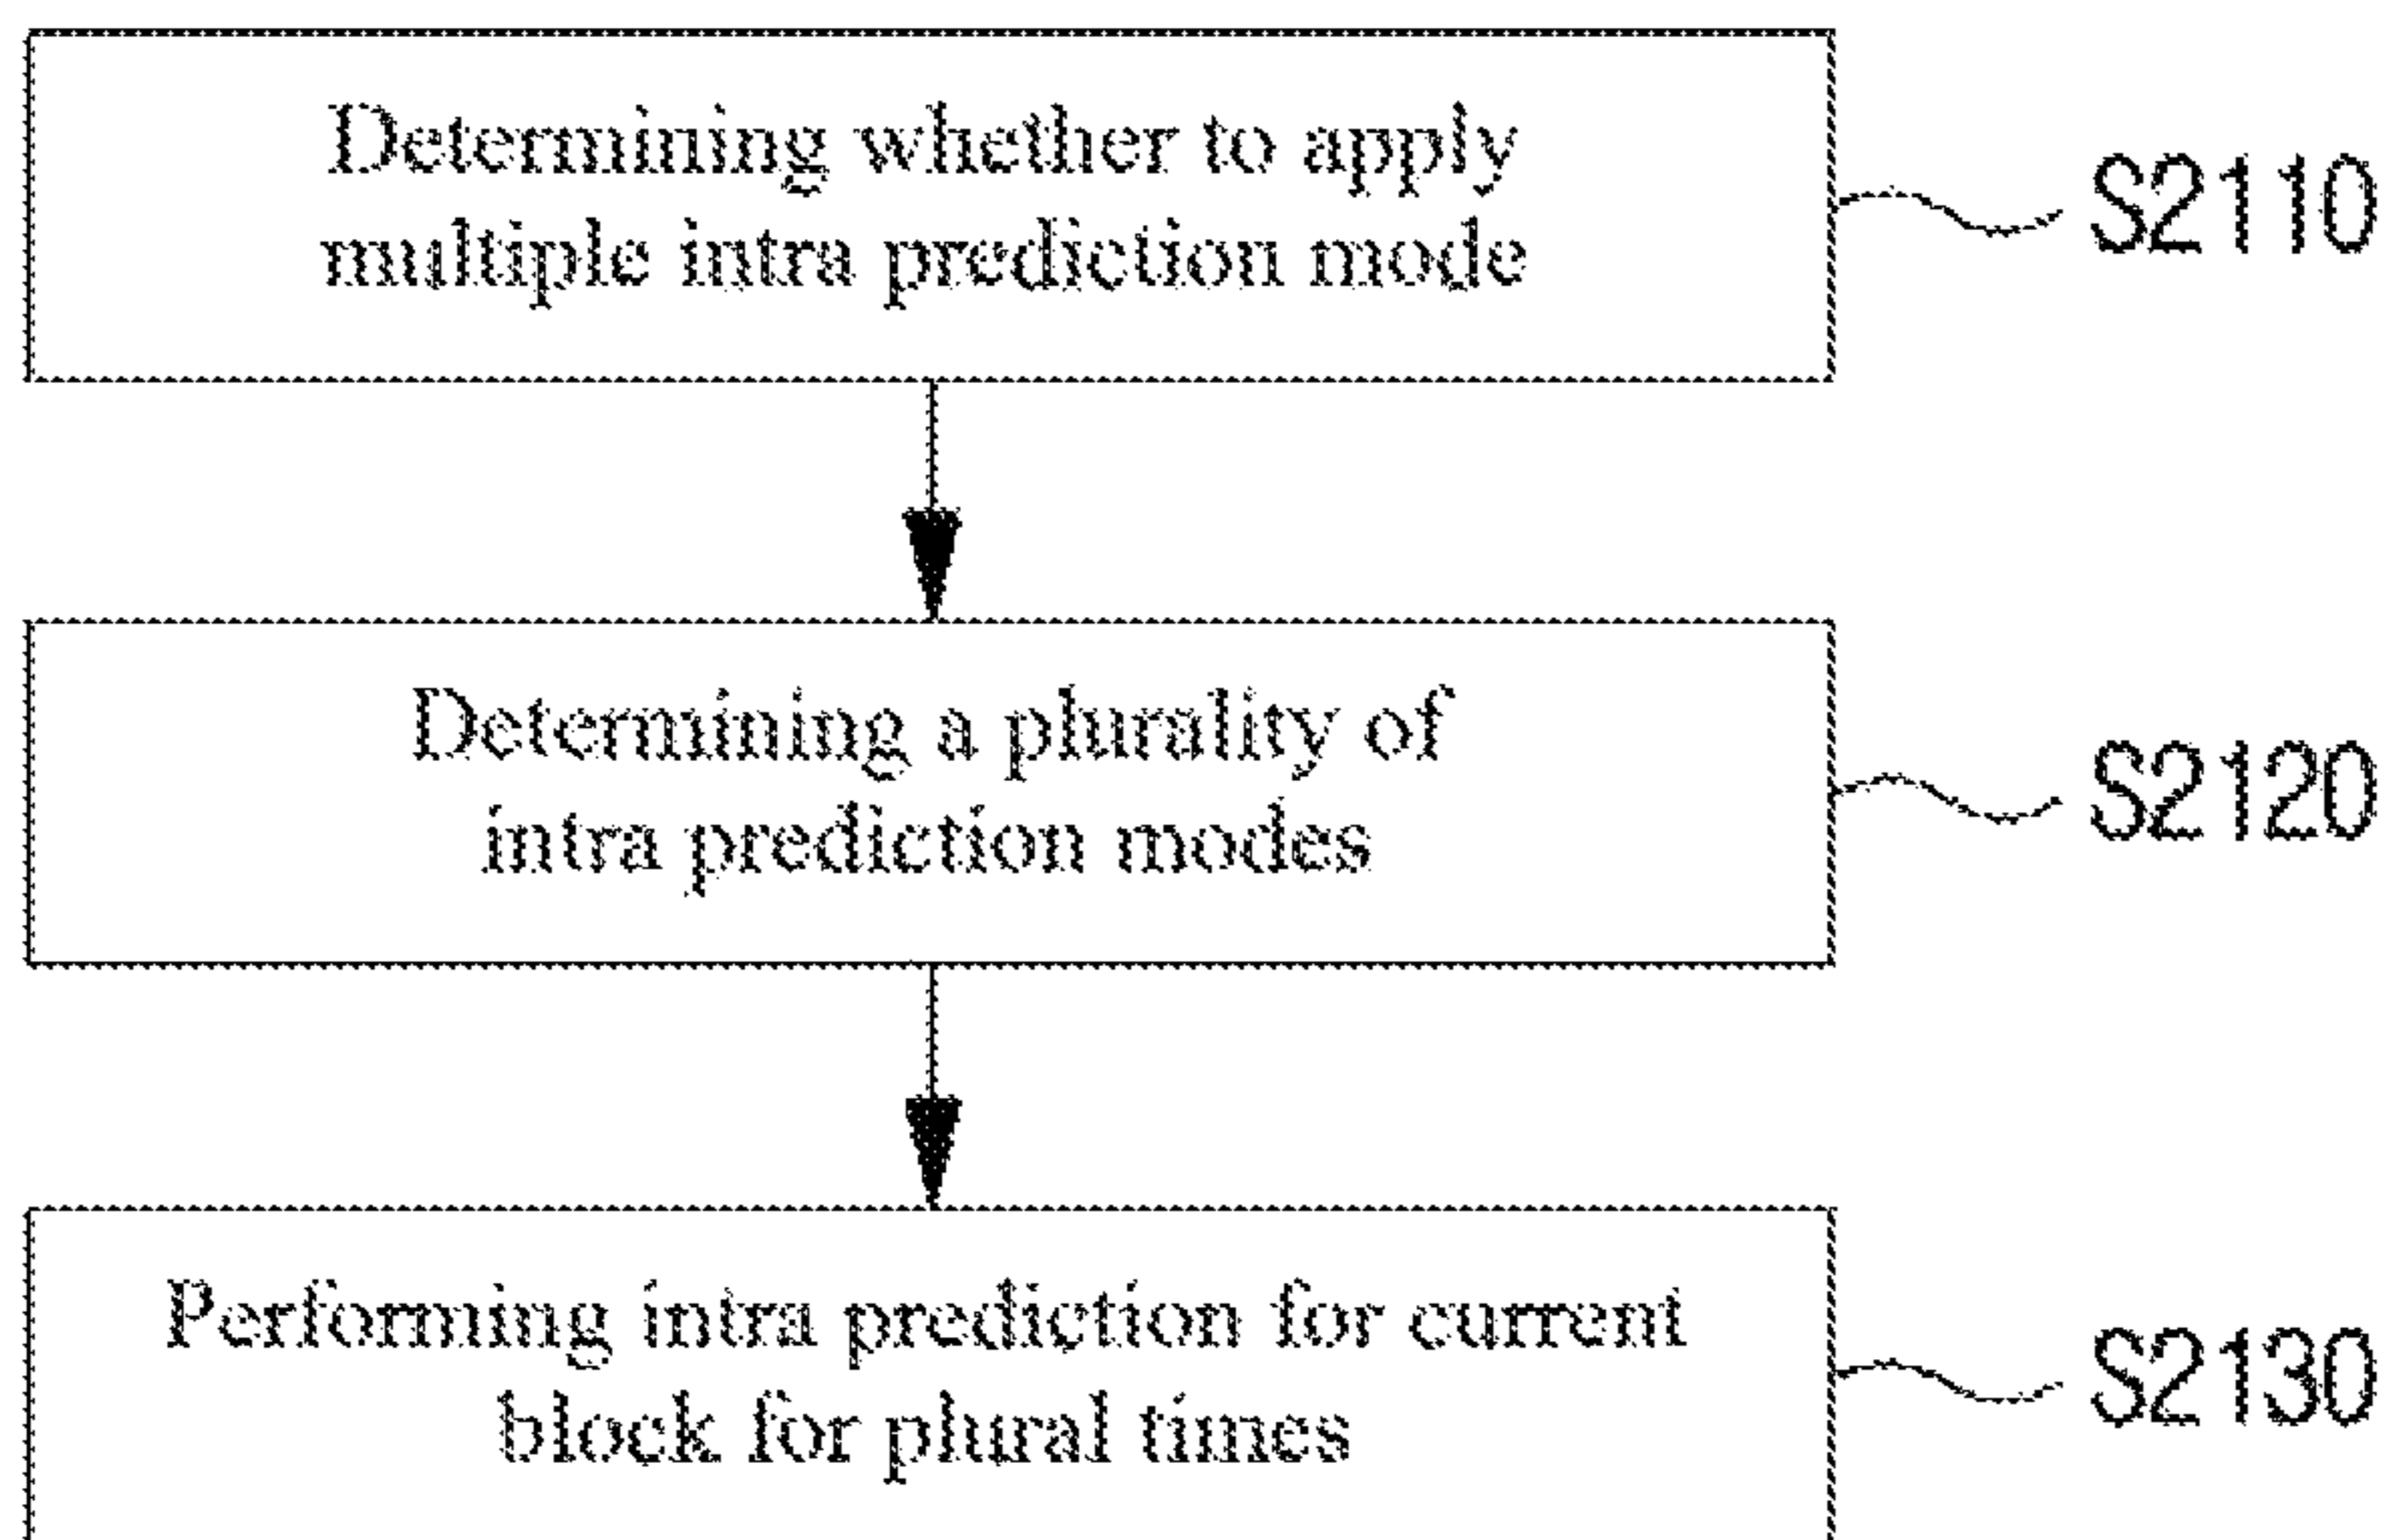 Determining whether to apply
multiple intra prediction mode
S2110
Determining a plurality of
intra prediction modes
S2120
Performing intra prediction for current
block for plural times
S2130